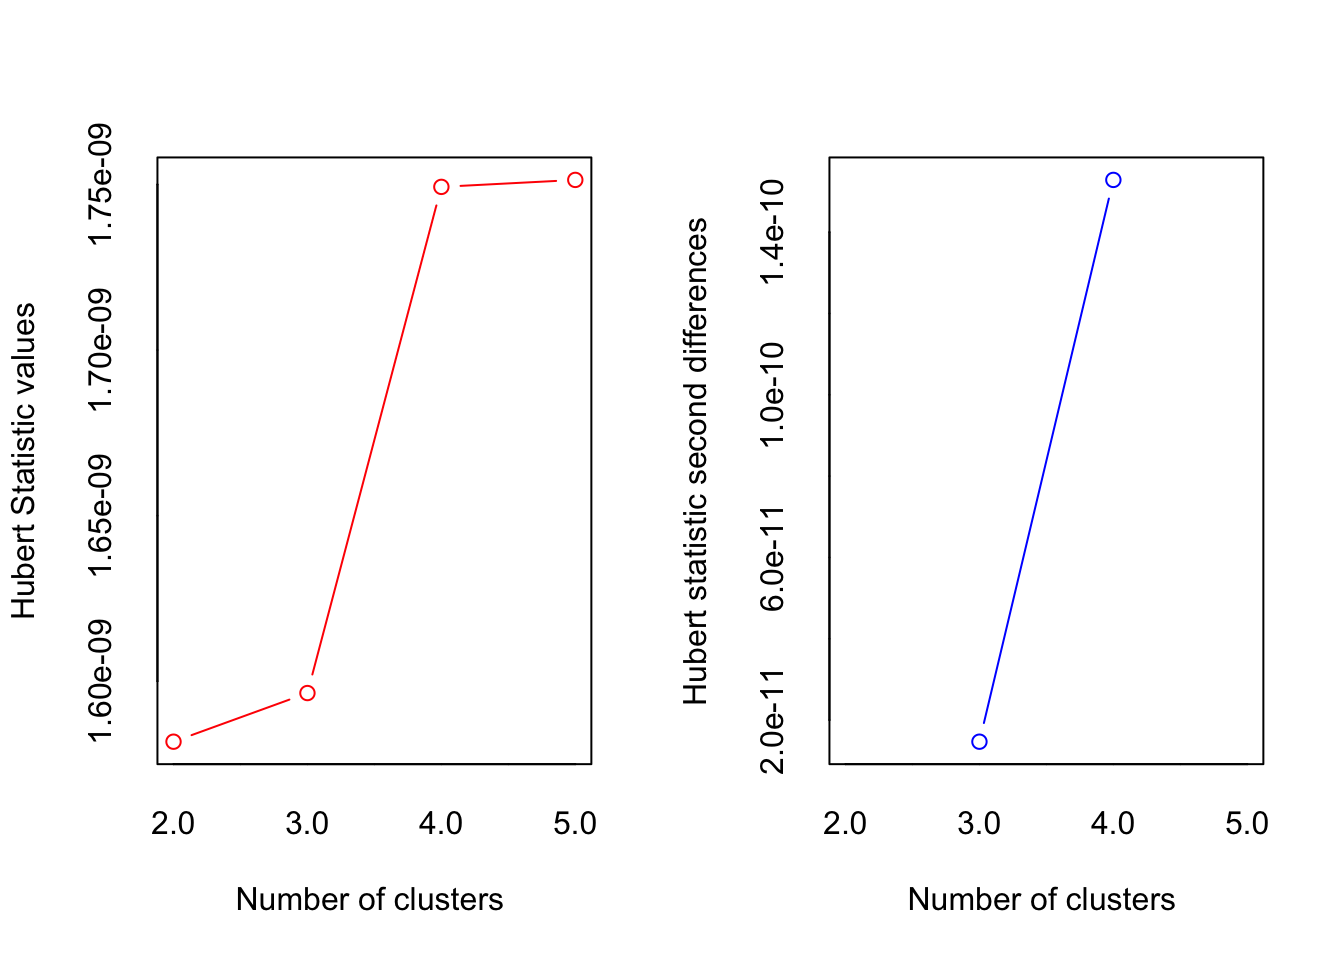 Hubert Statistic values
1.75e-09
1.70e-09
1.65e-09
1.60e-09
2.0 3.0 4.0 5.0
Number of clusters
Hubert statistic second differences
1.4e-10
1.0e-10
6.0e-11
2.0e-11
2.0 3.0 4.0 5.0
Number of clusters